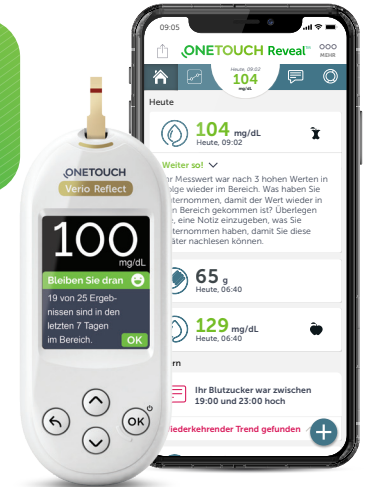 09:05
ONETOUCH Reveal
MEHR
Heute, 09:02
104
mg/dL
Heute
104 mg/dL
Heute, 09:02
Weiter so!
r Messwert war nach 3 hohen Werten in
olge wieder im Bereich. Was haben Sie
nternommen, damit der Wert wieder in
n Bereich gekommen ist? Überlegen
, eine Notiz einzugeben, was Sie
nternommen haben, damit Sie diese
äter nachlesen können.
65 g
Heute, 06:40
129 mg/dL
Heute, 06:40
rn
Ihr Blutzucker war zwischen
19:00 und 23:00 hoch
iederkehrender Trend gefunden
ONETOUCH
Verio Reflect
100
mg/dL
Bleiben Sie dran
19 von 25 Ergeb-
nissen sind in den
letzten 7 Tagen
im Bereich.
OK
OK